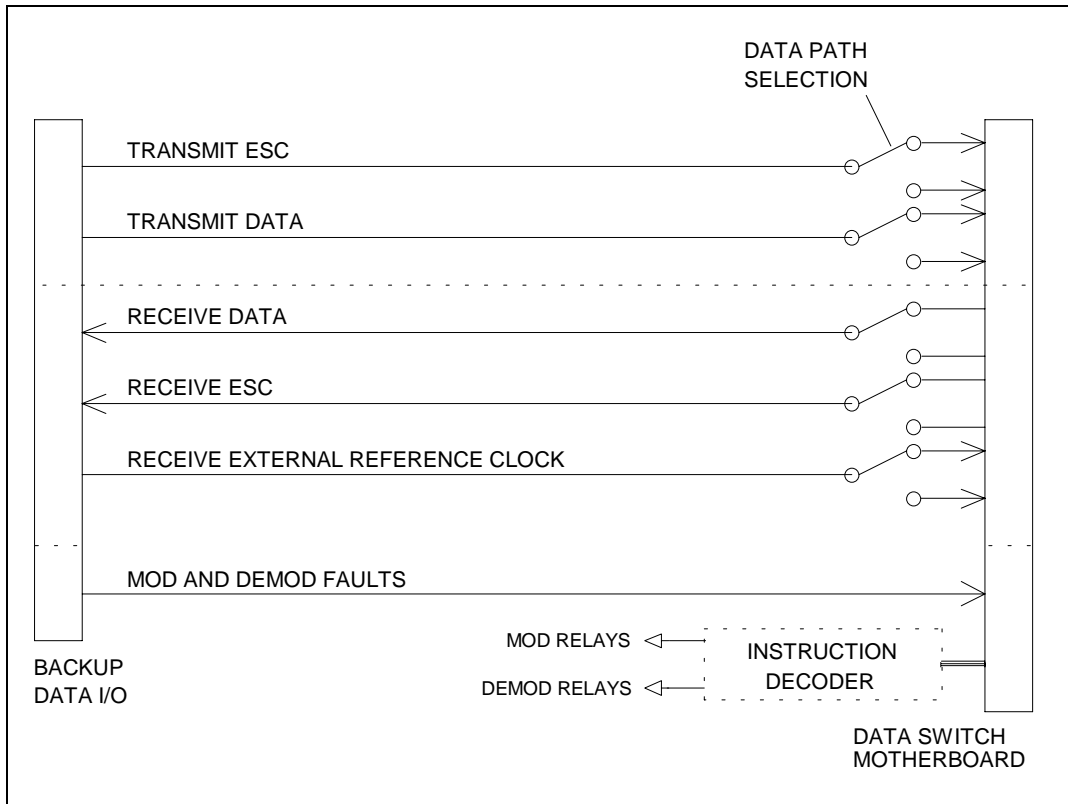 DATA PATH
SELECTION
TRANSMIT ESC
TRANSMIT DATA
RECEIVE DATA
RECEIVE ESC
RECEIVE EXTERNAL REFERENCE CLOCK
MOD AND DEMOD FAULTS
MOD RELAYS
DEMOD RELAYS
INSTRUCTION
DECODER
BACKUP
DATA I/O
DATA SWITCH
MOTHERBOARD